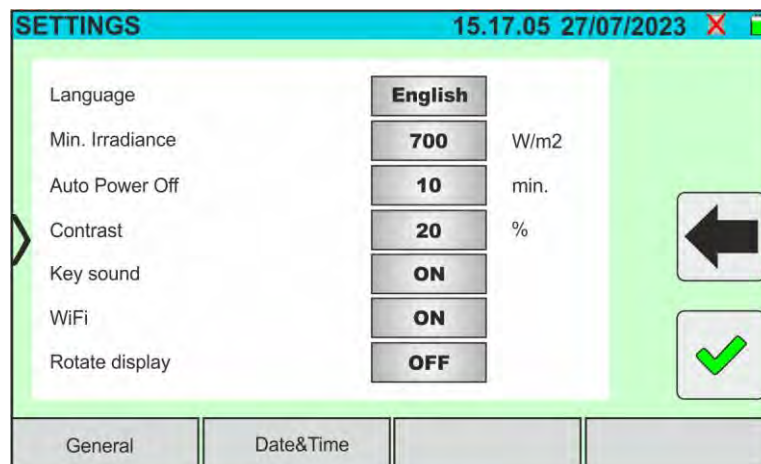 SETTINGS 15.17.05 27/07/2023
Language English
Min. Irradiance 700 W/m2
Auto Power Off 10 min.
Contrast 20 %
Key sound ON
WiFi ON
Rotate display OFF
General Date&Time